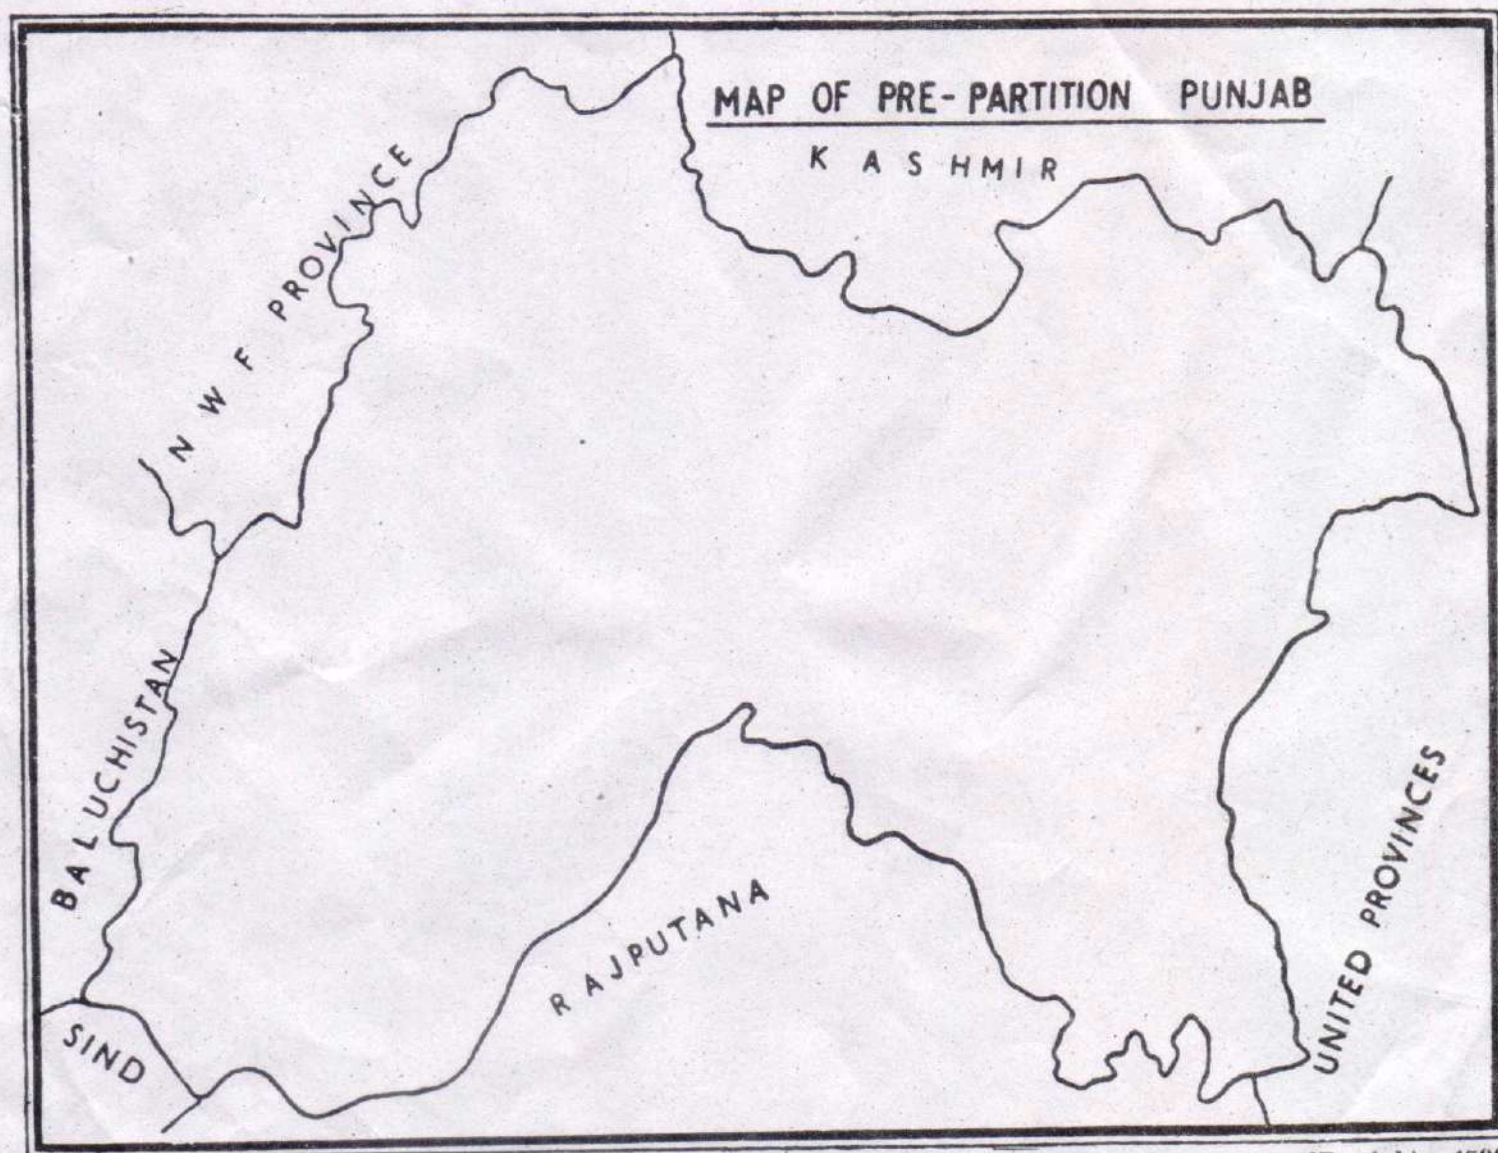 MAP OF PRE-PARTITION PUNJAB
KASHMIR
N W F PROVINCE
BALUCHISTAN
SIND
RAJPUTANA
UNITED PROVINCES